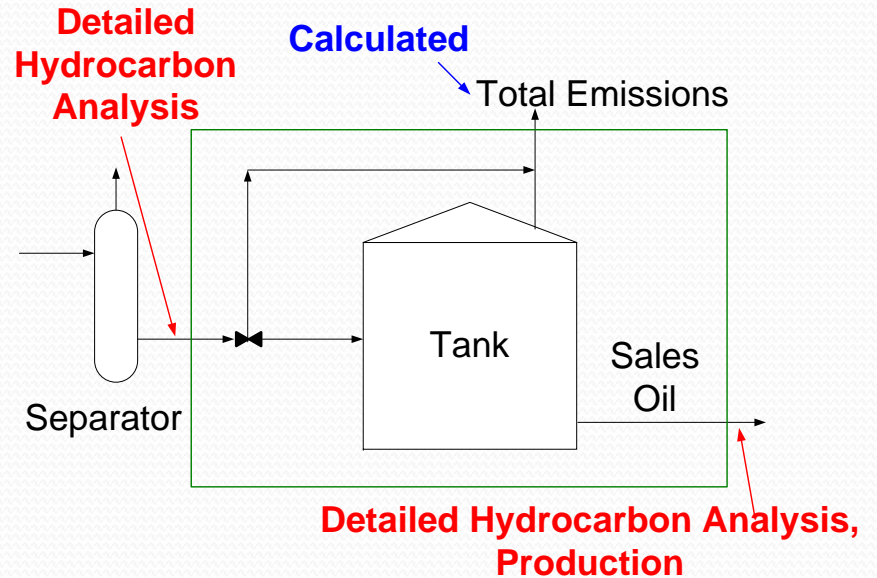 Detailed
Hydrocarbon
Analysis
Calculated
Total Emissions
Tank
Sales
Oil
Separator
Detailed Hydrocarbon Analysis,
Production